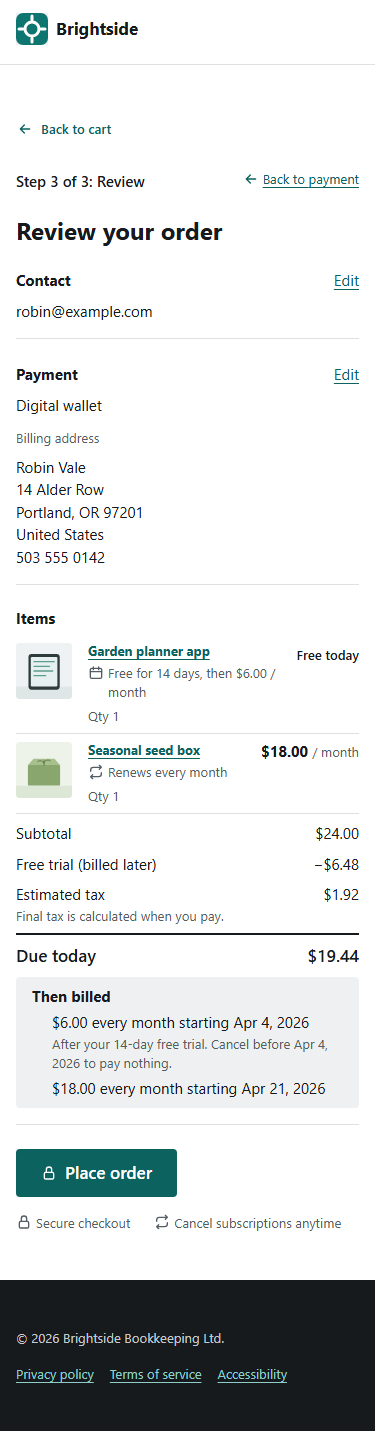 Brightside
Back to cart
Step 3 of 3: Review
Back to payment
Review your order
Contact
Edit
robin@example.com
Payment
Edit
Digital wallet
Billing address
Robin Vale
14 Alder Row
Portland, OR 97201
United States
503 555 0142
Items
Garden planner app
Free today
Free for 14 days, then $6.00 /
month
Qty 1
Seasonal seed box
$18.00 / month
Renews every month
Qty 1
Subtotal
$24.00
Free trial (billed later)
−$6.48
Estimated tax
$1.92
Final tax is calculated when you pay.
Due today
$19.44
Then billed
$6.00 every month starting Apr 4, 2026
After your 14-day free trial. Cancel before Apr 4,
2026 to pay nothing.
$18.00 every month starting Apr 21, 2026
Place order
Secure checkout
Cancel subscriptions anytime
© 2026 Brightside Bookkeeping Ltd.
Privacy policy
Terms of service
Accessibility